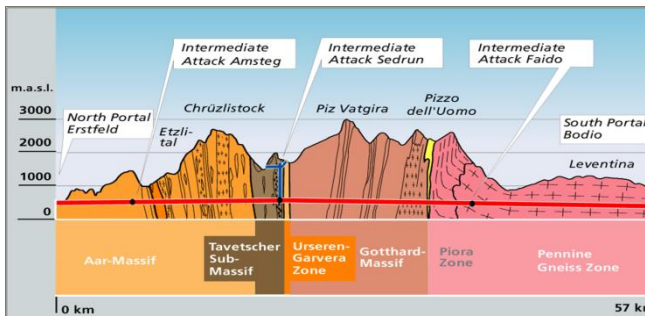 Intermediate
Attack Amsteg
Intermediate
Attack Sedrun
Intermediate
Attack Faido
m.a.s.l.
3000
2000
1000
0
North Portal
Erstfeld
Etzli-
tal
Chrüzlistock
Piz Vatgira
Pizzo
dell'Uomo
South Portal
Bodio
Leventina
Aar-Massif
Tavetscher
Sub-
Massif
Urseren-
Garvera
Zone
Gotthard-
Massif
Piora
Zone
Pennine
Gneiss Zone
0 km
57 km